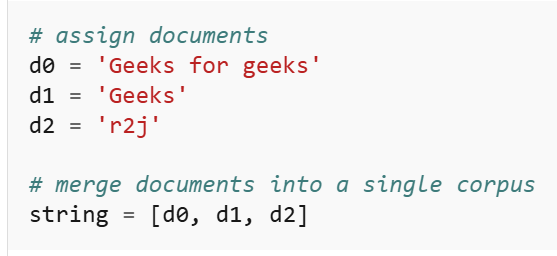 # assign documents
d0 = 'Geeks for geeks'
d1 = 'Geeks'
d2 = 'r2j'
# merge documents into a single corpus
string = [d0, d1, d2]